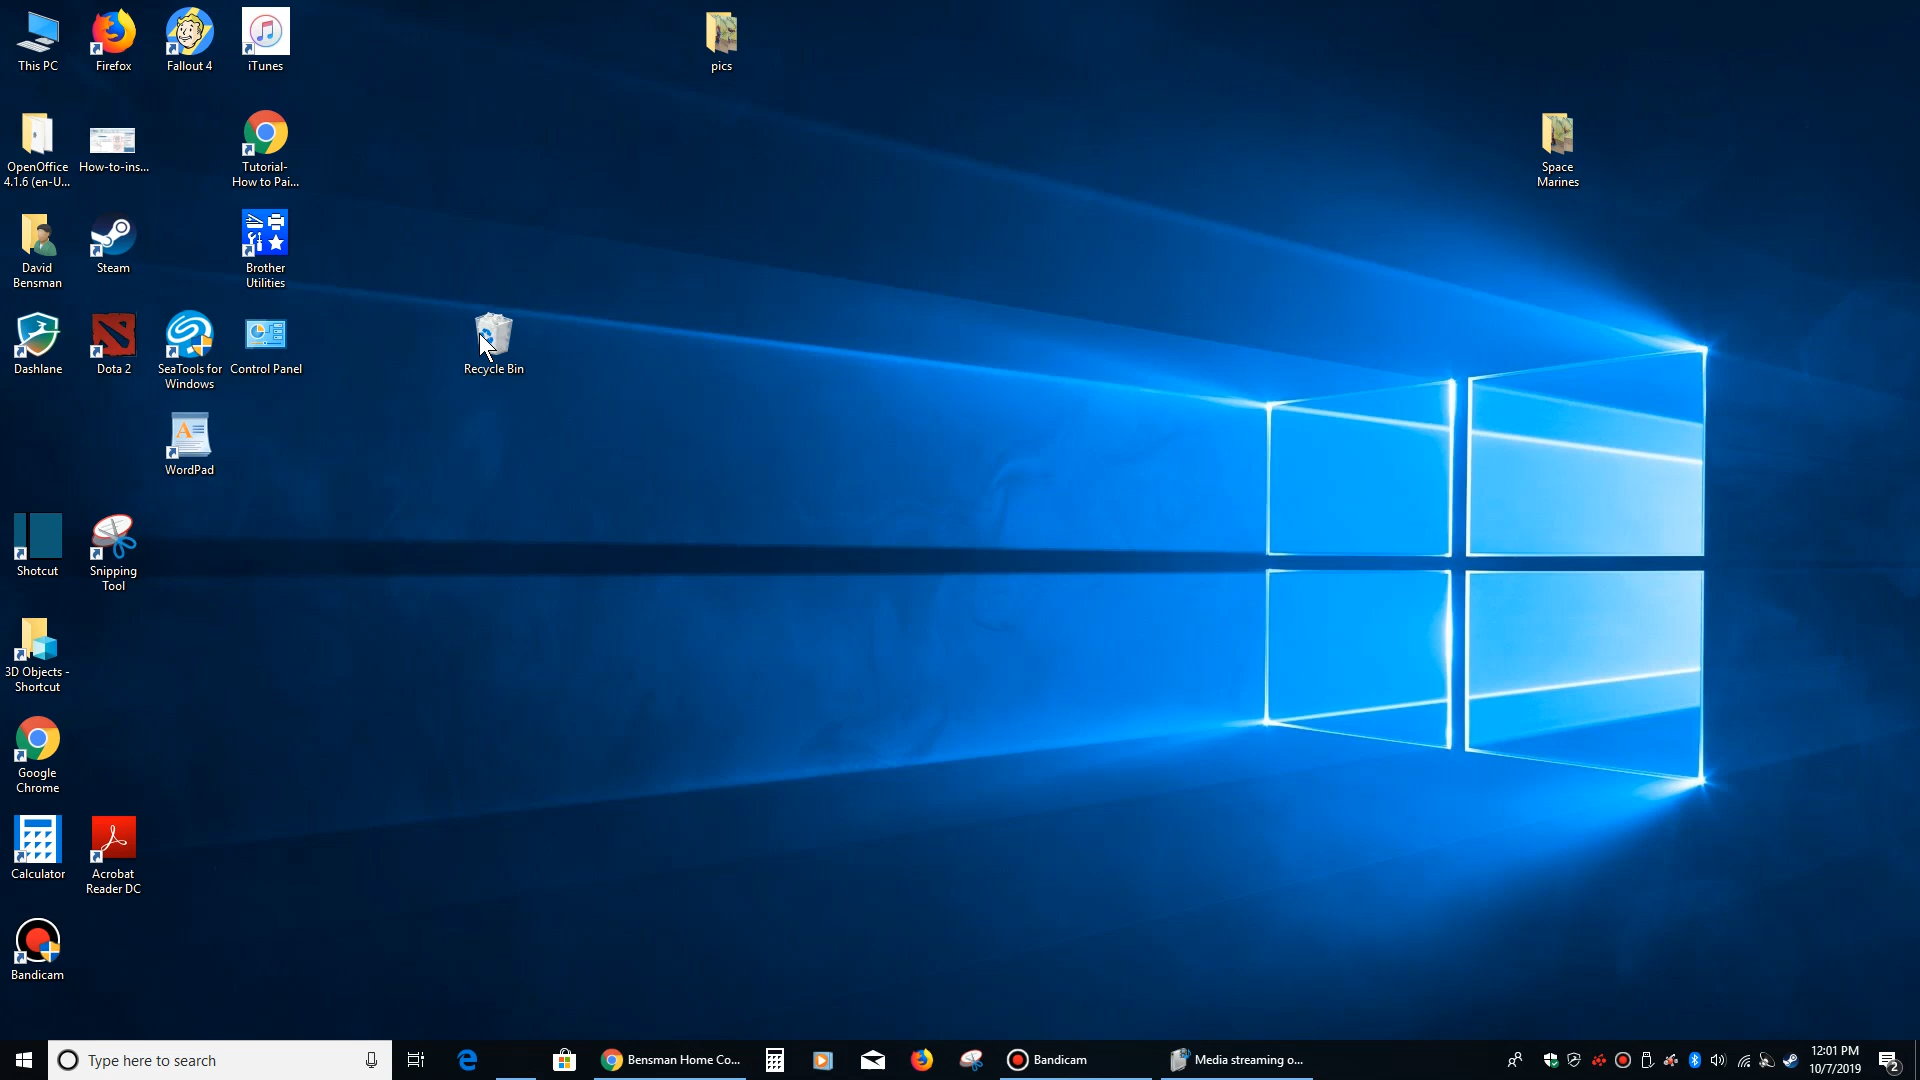 This PC
Firefox
Fallout 4
iTunes
pics
OpenOffice
4.1.6 (en-U...
How-to-ins...
Tutorial-
How to Pai...
Space
Marines
David
Bensman
Steam
Brother
Utilities
Dashlane
Dota 2
SeaTools for
Windows
Control Panel
Recycle Bin
WordPad
Shotcut
Snipping
Tool
3D Objects -
Shortcut
Google
Chrome
Calculator
Acrobat
Reader DC
Bandicam
Type here to search
Bensman Home Co...
Bandicam
Media streaming o...
12:01 PM
10/7/2019
2